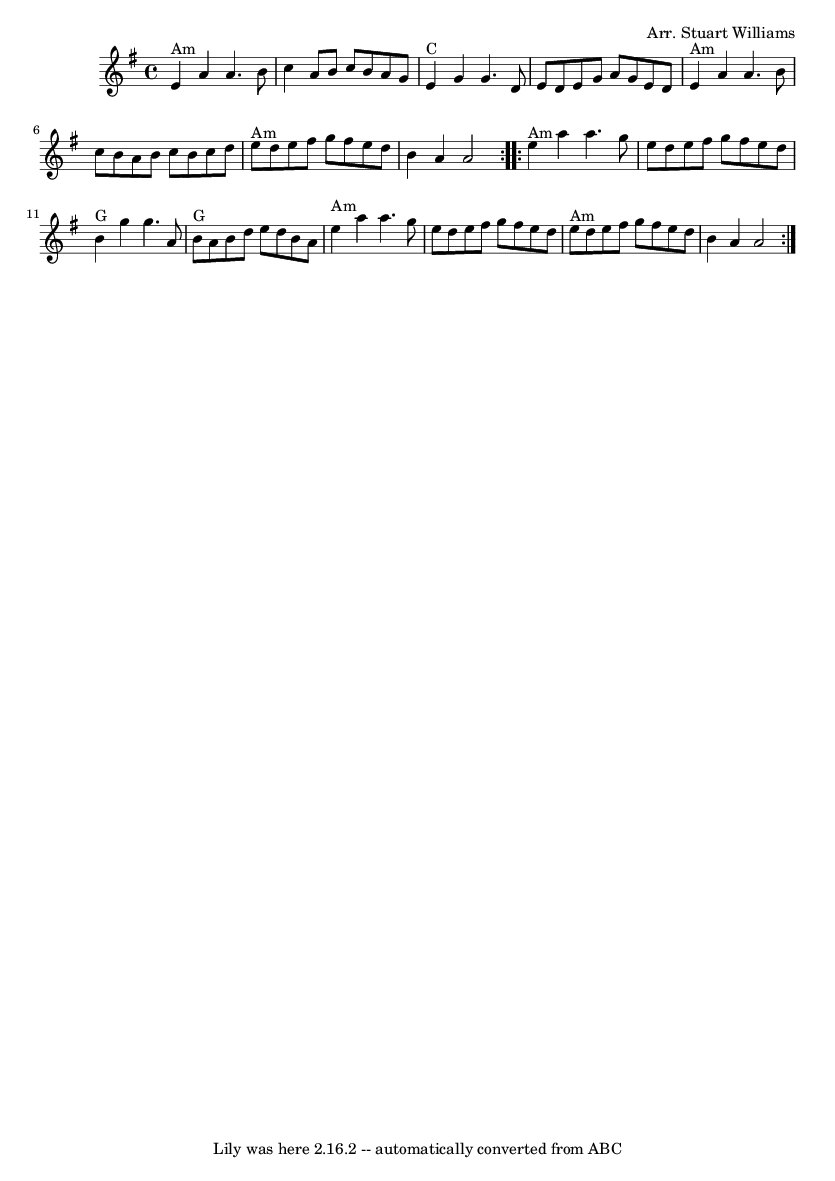 Arr. Stuart Williams
Am C Am
6 Am Am
11 G G Am Am
Lily was here 2.16.2 -- automatically converted from ABC